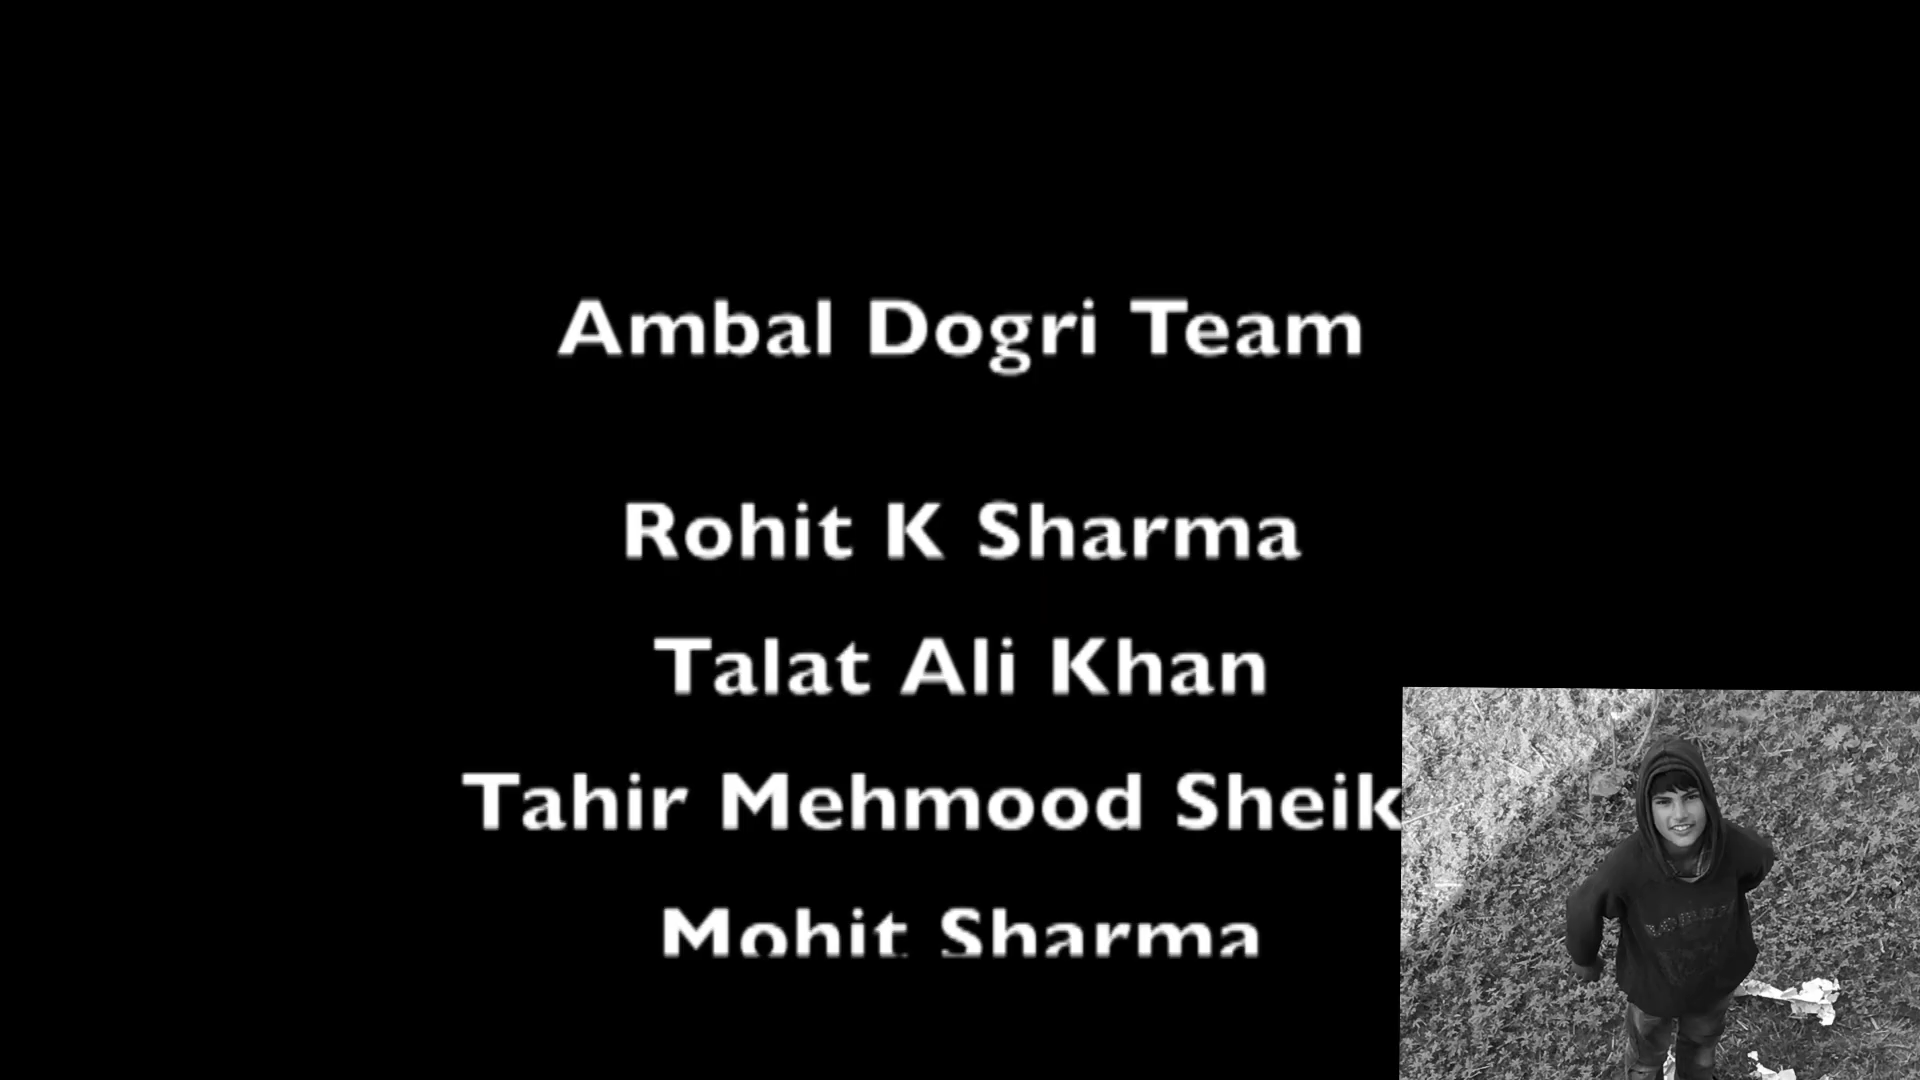 Ambal Dogri Team
Rohit K Sharma
Talat Ali Khan
Tahir Mehmood Sheik
Mohit Sharma